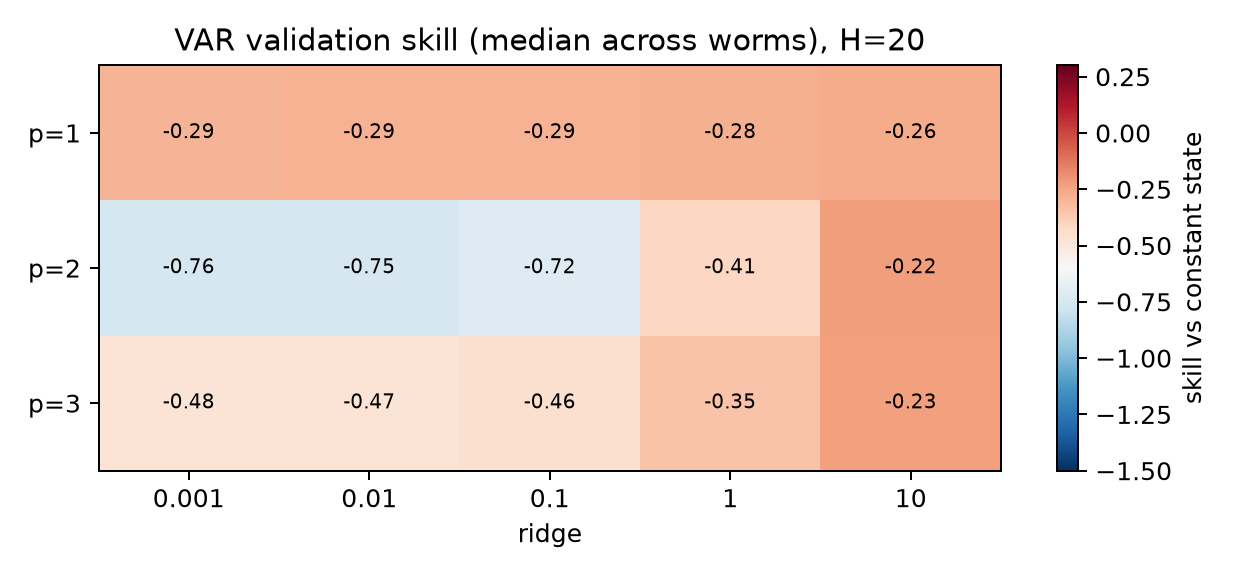 VAR validation skill (median across worms), H=20
p=1 -0.29 -0.29 -0.29 -0.28 -0.26
p=2 -0.76 -0.75 -0.72 -0.41 -0.22
p=3 -0.48 -0.47 -0.46 -0.35 -0.23
0.001 0.01 0.1 1 10
ridge
0.25
0.00
−0.25
−0.50
−0.75
−1.00
−1.25
−1.50
skill vs constant state